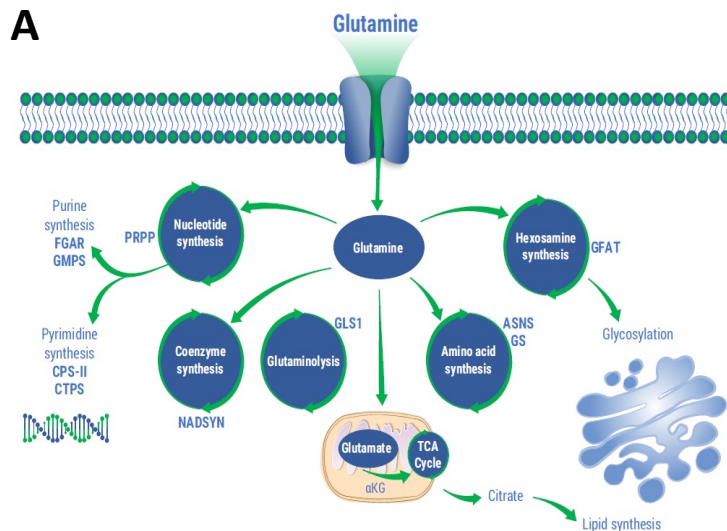 A
Glutamine
Purine
synthesis
FGAR
GMPS
PRPP
Nucleotide
synthesis
Glutamine
Hexosamine
synthesis
GFAT
Pyrimidine
synthesis
CPS-II
CTPS
Coenzyme
synthesis
NADSYN
GLS1
Glutaminolysis
ASNS
GS
Amino acid
synthesis
Glycosylation
Glutamate
TCA
Cycle
αKG
Citrate
Lipid synthesis